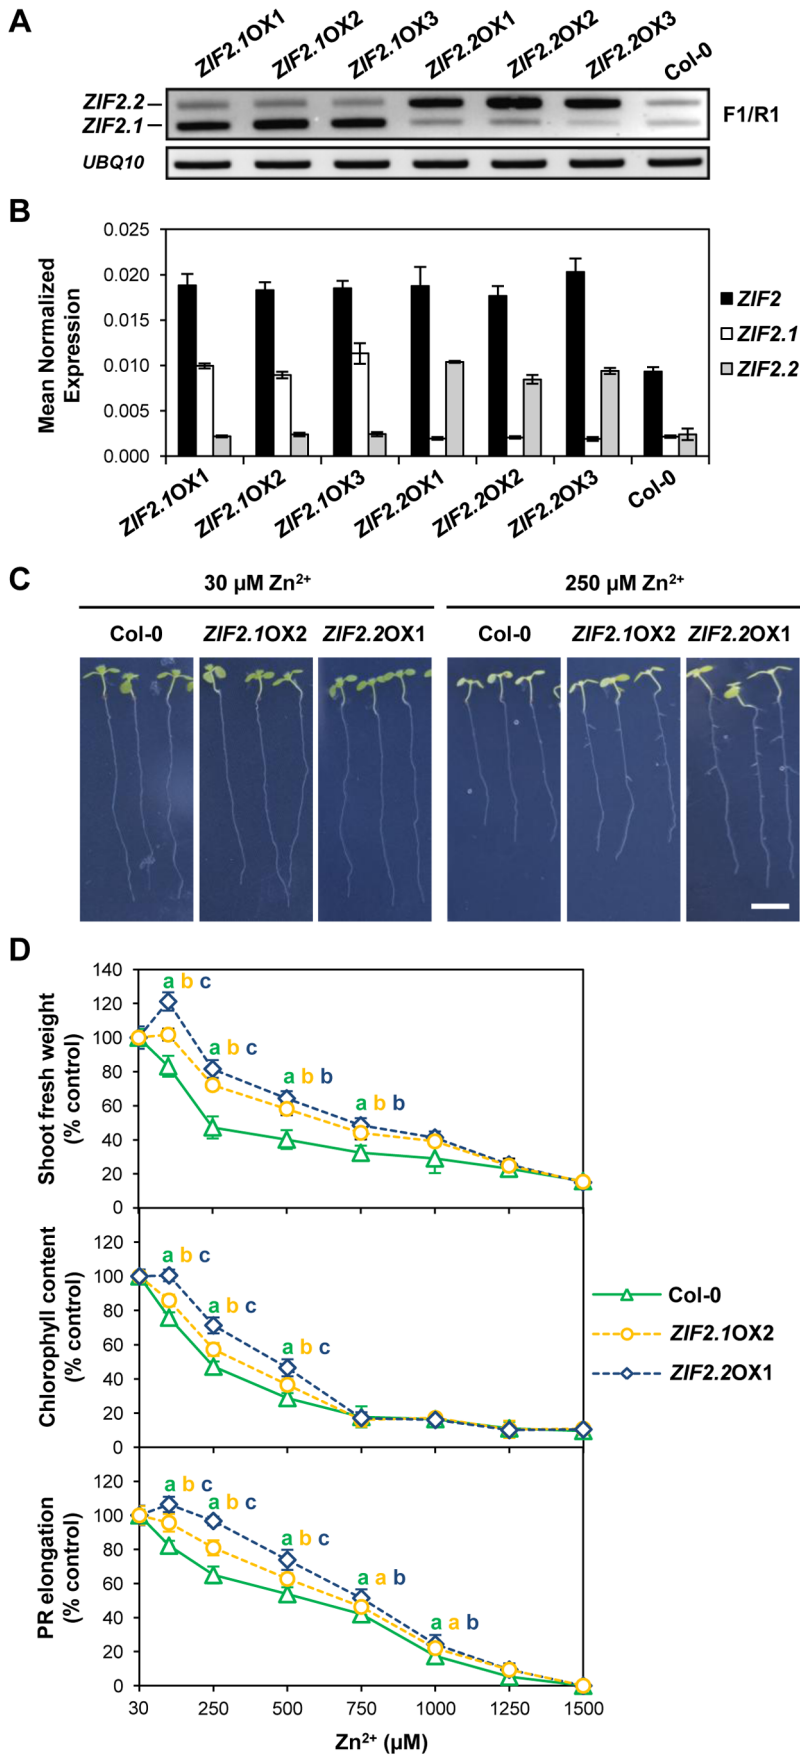 A
ZIF2.1OX1 ZIF2.1OX2 ZIF2.1OX3 ZIF2.2OX1 ZIF2.2OX2 ZIF2.2OX3 Col-0
ZIF2.2
ZIF2.1
F1/R1
UBQ10
B
Mean Normalized
Expression
0.025
0.020
0.015
0.010
0.005
0.000
ZIF2
ZIF2.1
ZIF2.2
ZIF2.1OX1 ZIF2.1OX2 ZIF2.1OX3 ZIF2.2OX1 ZIF2.2OX2 ZIF2.2OX3 Col-0
C
30 µM Zn²⁺ 250 µM Zn²⁺
Col-0 ZIF2.1OX2 ZIF2.2OX1 Col-0 ZIF2.1OX2 ZIF2.2OX1
D
Shoot fresh weight
(% control)
140
120
100
80
60
40
20
0
a b c
a b c
a b b
a b b
Chlorophyll content
(% control)
120
100
80
60
40
20
0
a b c
a b c
a b c
Col-0
ZIF2.1OX2
ZIF2.2OX1
PR elongation
(% control)
120
100
80
60
40
20
0
a b c
a b c
a b c
a a b
a a b
30 250 500 750 1000 1250 1500
Zn²⁺ (µM)